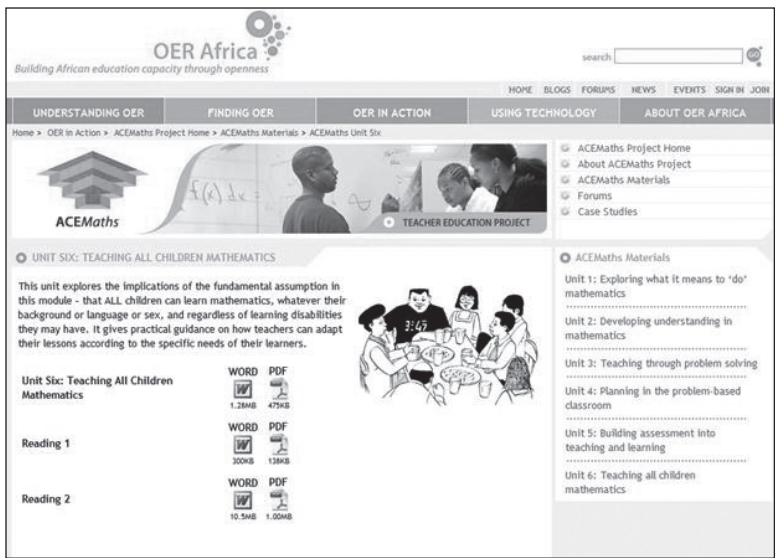 OER Africa
Building African education capacity through openness
search
GO
HOME BLOGS FORUMS NEWS EVENTS SIGN IN JOIN
UNDERSTANDING OER FINDING OER OER IN ACTION USING TECHNOLOGY ABOUT OER AFRICA
Home > OER in Action > ACEMaths Project Home > ACEMaths Materials > ACEMaths Unit Six
ACEMaths
f(x) dx =
TEACHER EDUCATION PROJECT
ACEMaths Project Home
About ACEMaths Project
ACEMaths Materials
Forums
Case Studies
UNIT SIX: TEACHING ALL CHILDREN MATHEMATICS
This unit explores the implications of the fundamental assumption in
this module - that ALL children can learn mathematics, whatever their
background or language or sex, and regardless of learning disabilities
they may have. It gives practical guidance on how teachers can adapt
their lessons according to the specific needs of their learners.
3:47
Unit Six: Teaching All Children
Mathematics
WORD PDF
1.28MB 475KB
Reading 1
WORD PDF
300KB 138KB
Reading 2
WORD PDF
10.5MB 1.00MB
ACEMaths Materials
Unit 1: Exploring what it means to 'do'
mathematics
Unit 2: Developing understanding in
mathematics
Unit 3: Teaching through problem solving
Unit 4: Planning in the problem-based
classroom
Unit 5: Building assessment into
teaching and learning
Unit 6: Teaching all children
mathematics